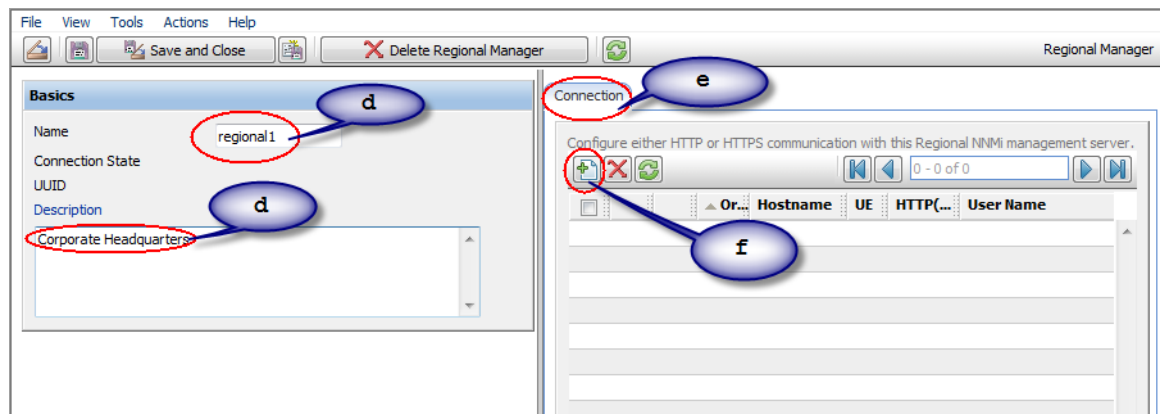 File View Tools Actions Help
Save and Close
Delete Regional Manager
Regional Manager
Basics
d
Name
regional1
Connection State
UUID
Description
d
Corporate Headquarters
Connection
e
Configure either HTTP or HTTPS communication with this Regional NNMi management server.
0 - 0 of 0
Or... Hostname UE HTTP(... User Name
f